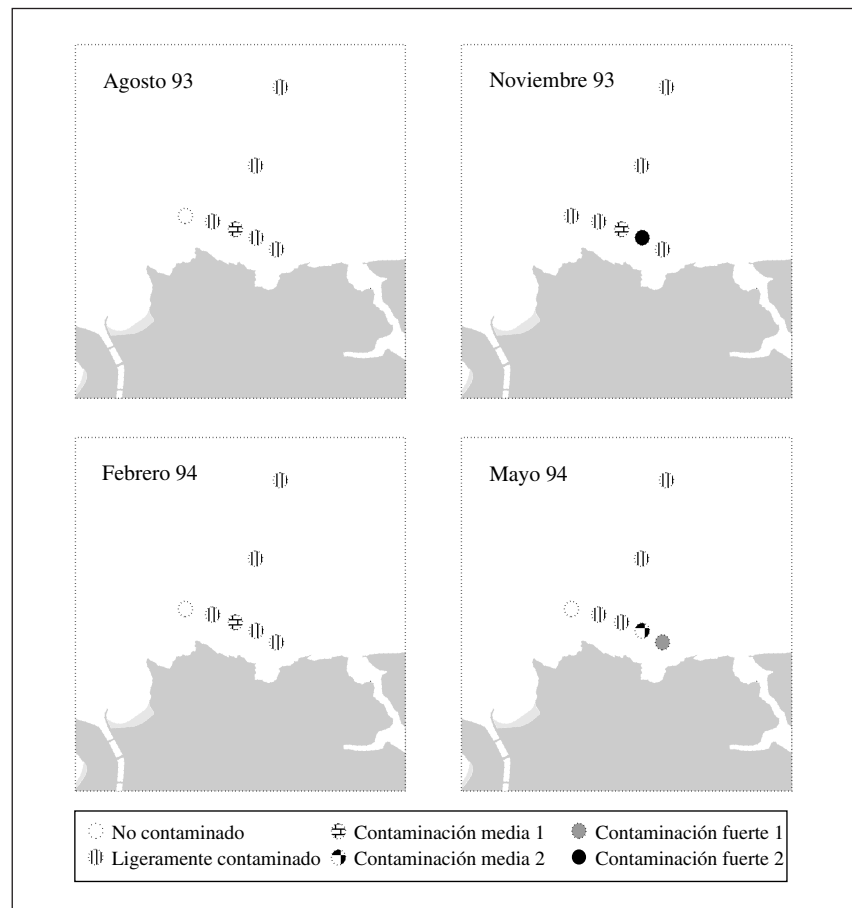 Agosto 93
Noviembre 93
Febrero 94
Mayo 94
No contaminado
Contaminación media 1
Contaminación fuerte 1
Ligeramente contaminado
Contaminación media 2
Contaminación fuerte 2